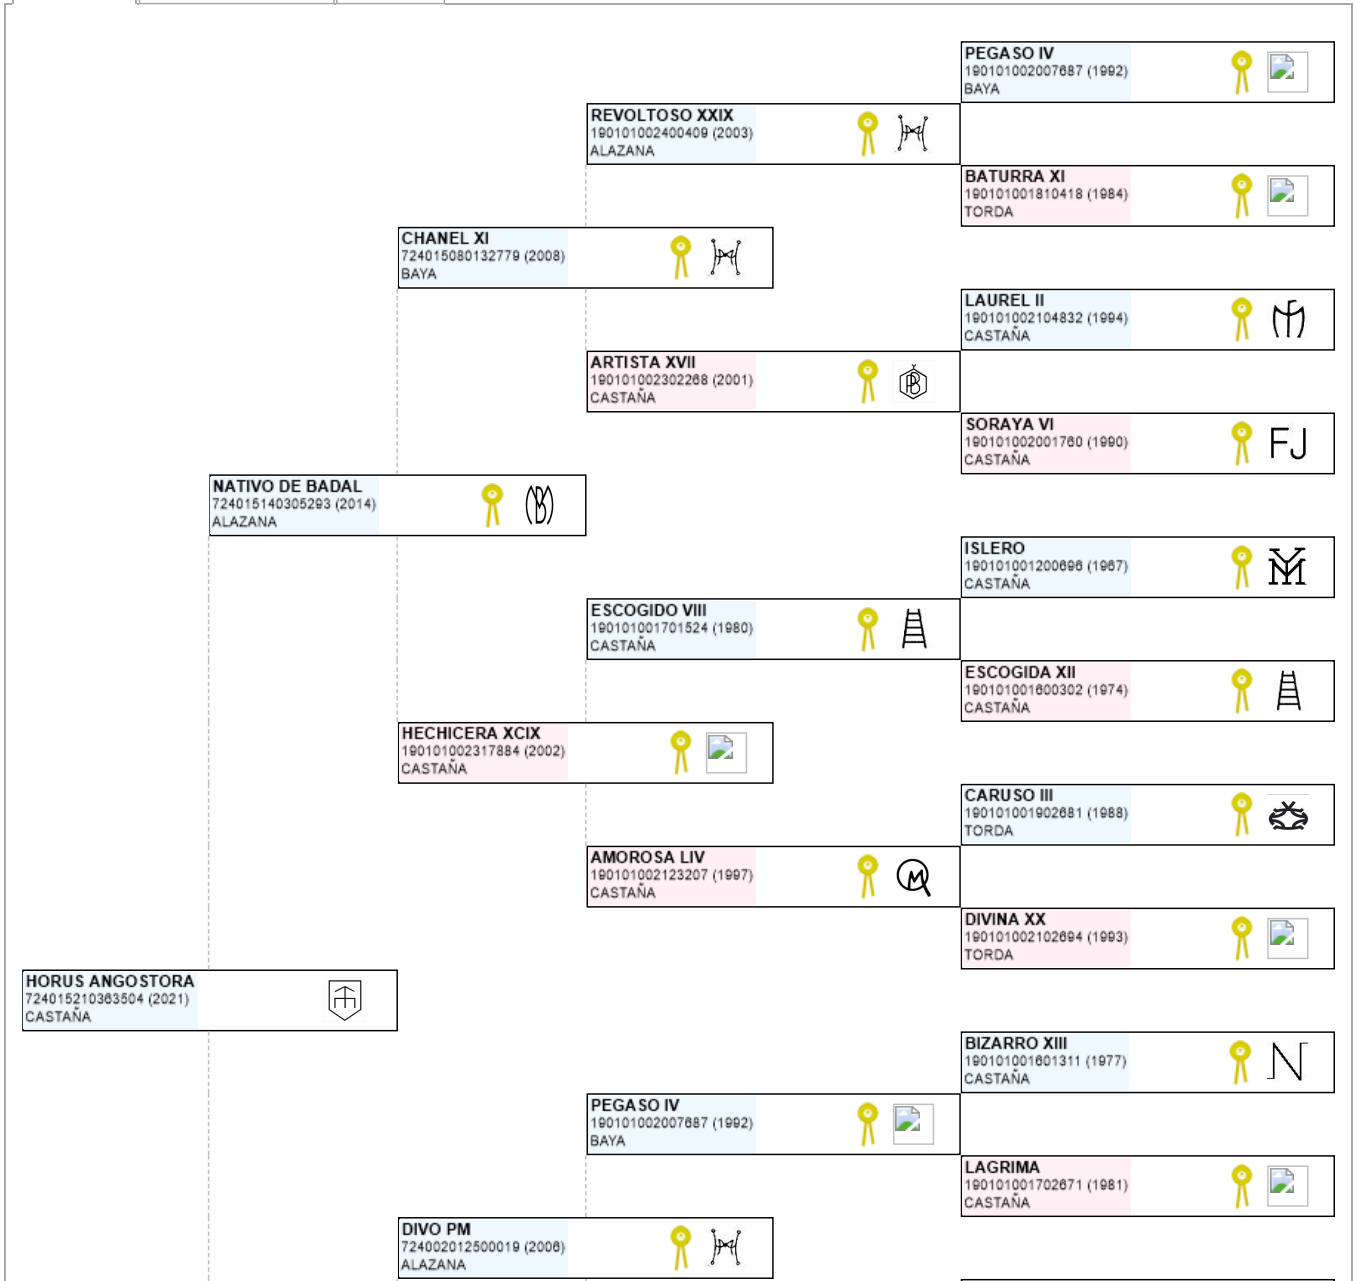 PEGASO IV
190101002007687 (1992)
BAYA
REVOLTOSO XXIX
190101002400409 (2003)
ALAZANA
BATURRA XI
190101001810418 (1984)
TORDA
CHANEL XI
724015080132779 (2008)
BAYA
LAUREL II
190101002104832 (1994)
CASTAÑA
ARTISTA XVII
190101002302268 (2001)
CASTAÑA
SORAYA VI
190101002001760 (1990)
CASTAÑA
FJ
NATIVO DE BADAL
724015140305293 (2014)
ALAZANA
ISLERO
190101001200696 (1967)
CASTAÑA
ESCOGIDO VIII
190101001701524 (1980)
CASTAÑA
ESCOGIDA XII
190101001600302 (1974)
CASTAÑA
HECHICERA XCIX
190101002317884 (2002)
CASTAÑA
CARUSO III
190101001902681 (1988)
TORDA
AMOROSA LIV
190101002123207 (1997)
CASTAÑA
DIVINA XX
190101002102694 (1993)
TORDA
HORUS ANGOSTORA
724015210363504 (2021)
CASTAÑA
BIZARRO XIII
190101001601311 (1977)
CASTAÑA
N
PEGASO IV
190101002007687 (1992)
BAYA
LAGRIMA
190101001702671 (1981)
CASTAÑA
DIVO PM
724002012500019 (2006)
ALAZANA